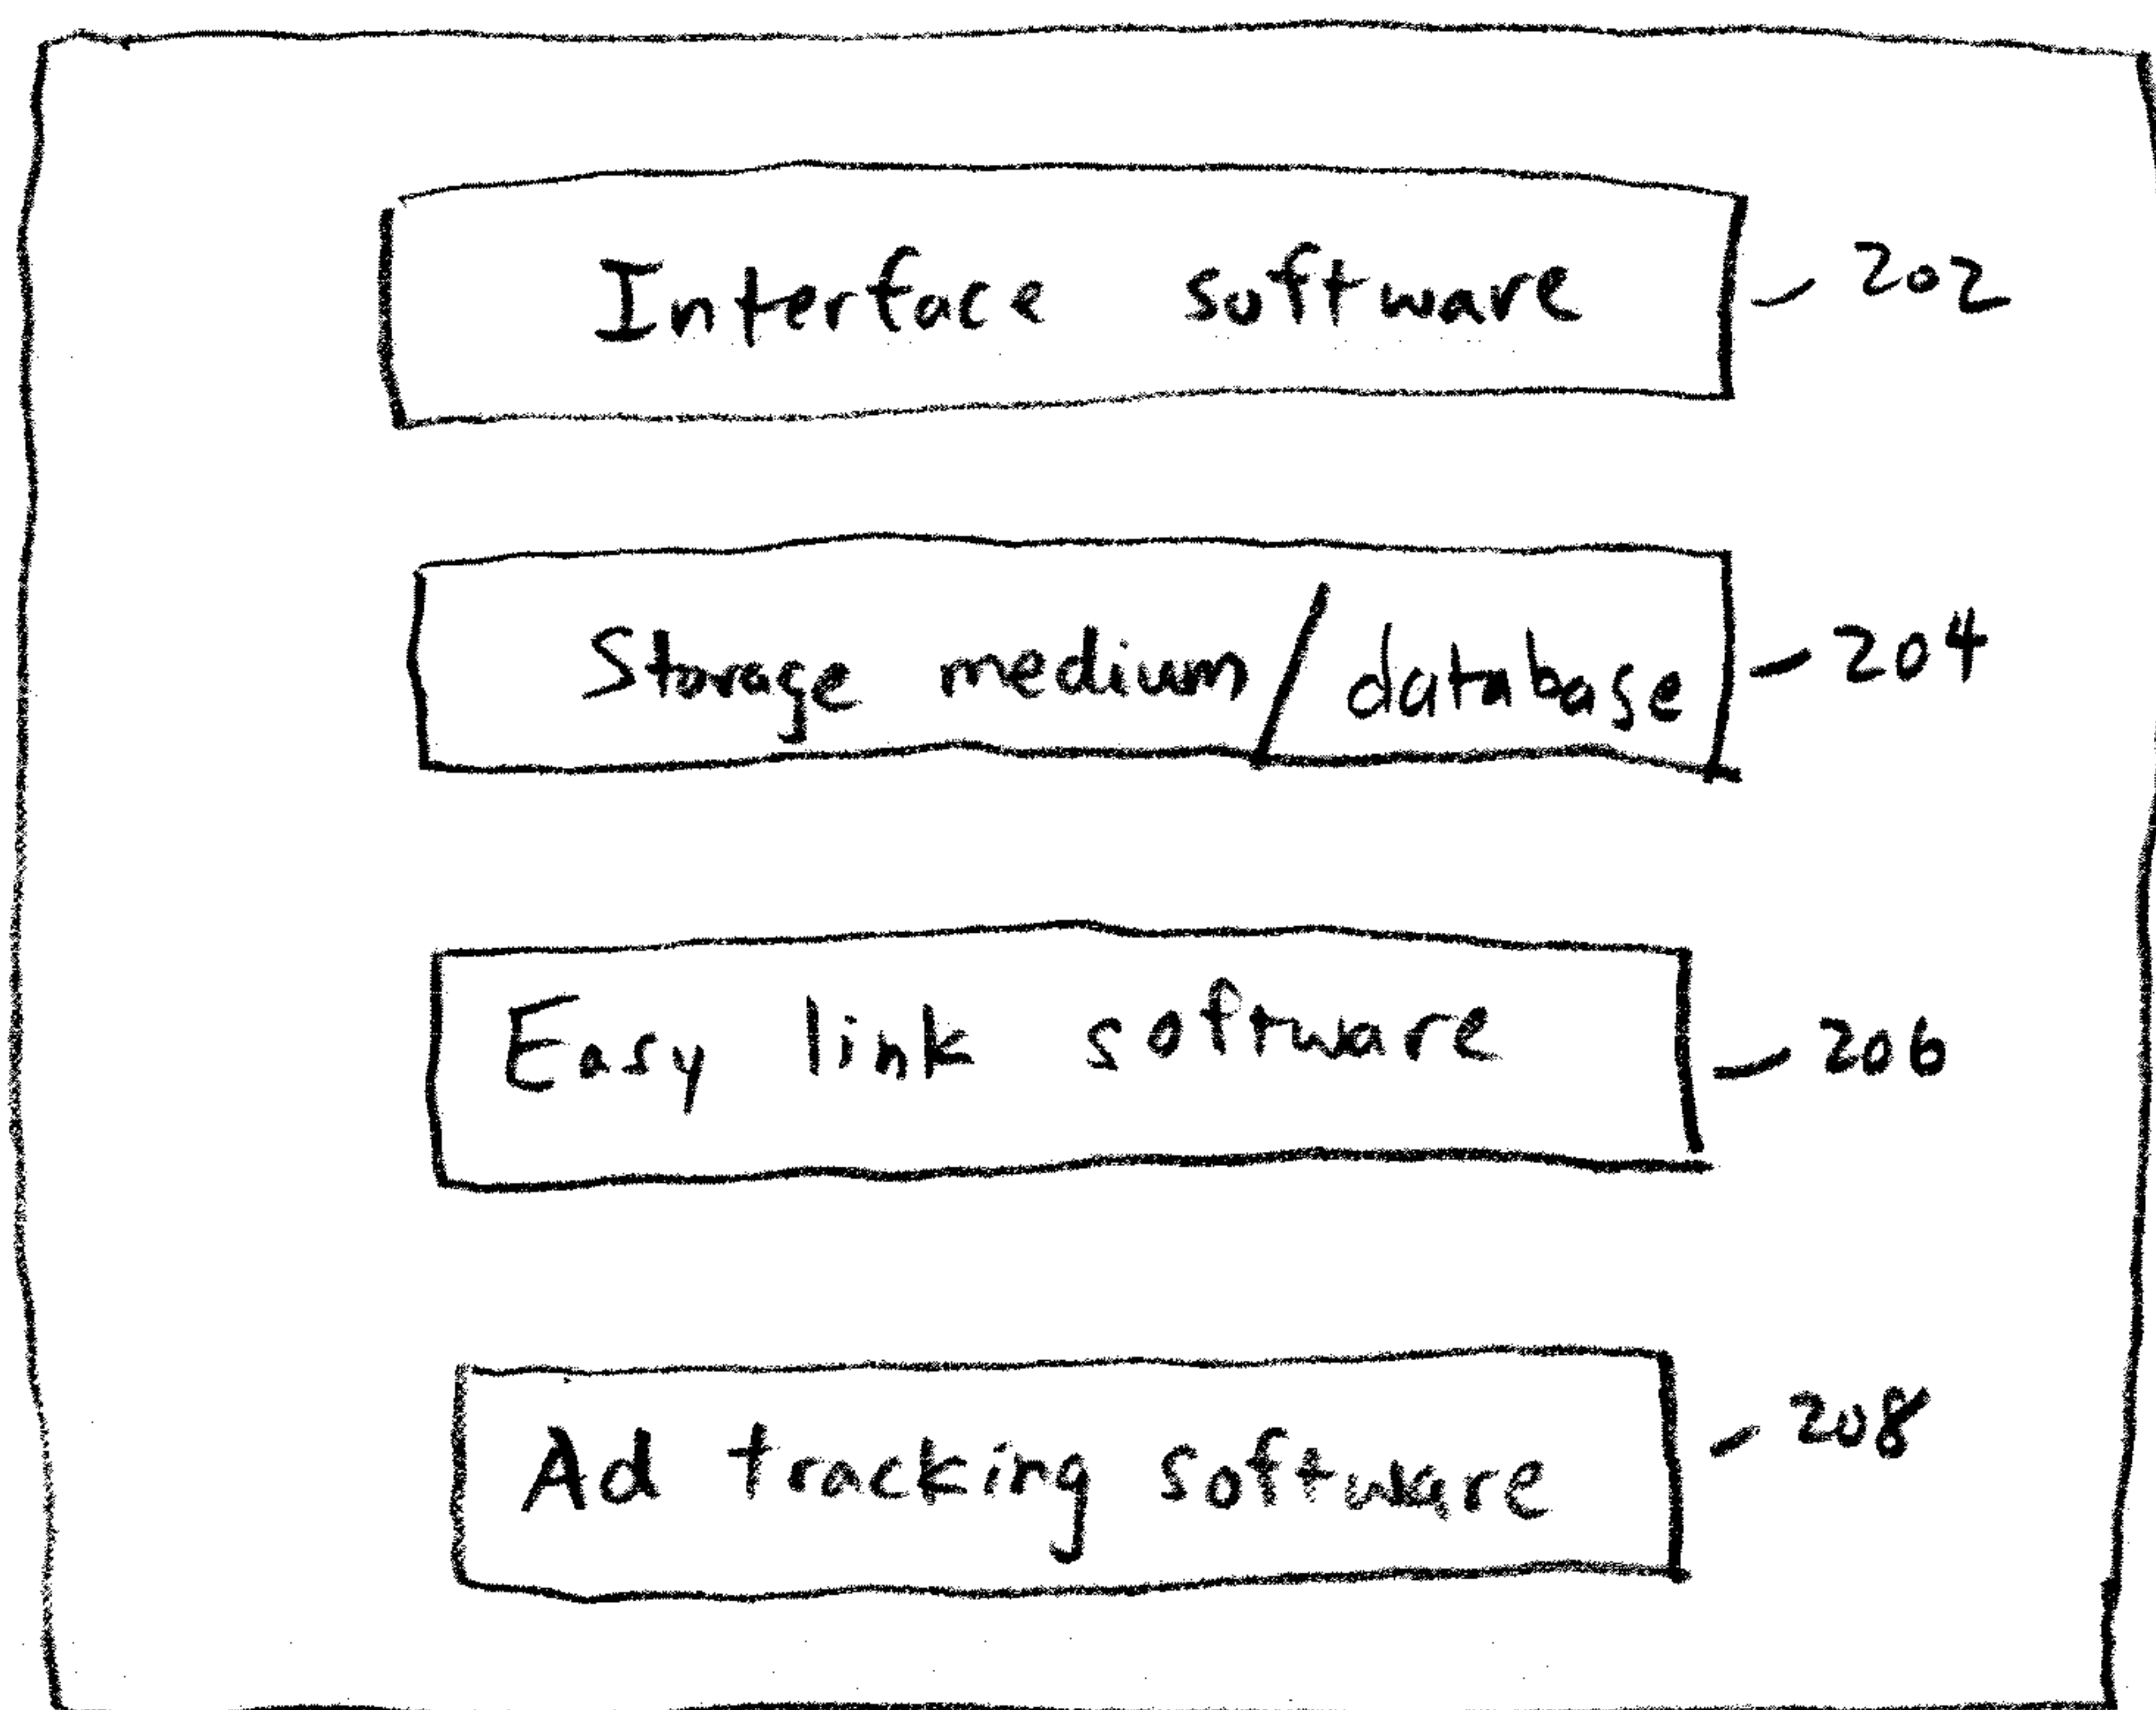 Interface software - 202
Storage medium/database - 204
Easy link software - 206
Ad tracking software - 208